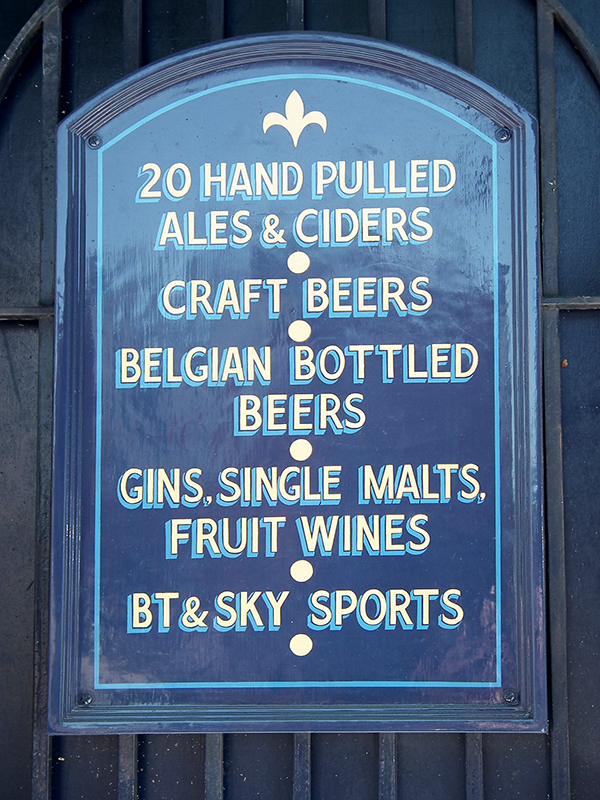 20 HAND PULLED
ALES & CIDERS
CRAFT BEERS
BELGIAN BOTTLED
BEERS
GINS, SINGLE MALTS,
FRUIT WINES
BT & SKY SPORTS